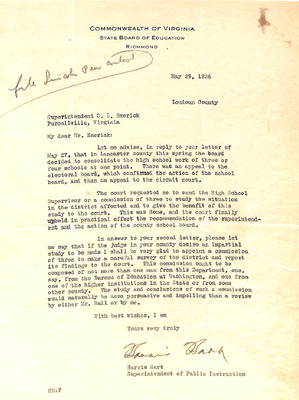 COMMONWEALTH OF VIRGINIA
STATE BOARD OF EDUCATION
RICHMOND
May 29, 1926
file
Loudoun County
Superintendent O. L. Emerick
Purcellville, Virginia
My dear Mr. Emerick:
Let me advise, in reply to your letter of
May 27, that in Lancaster county this spring the board
decided to consolidate the high school work of three or
four schools at one point. There was an appeal to the
electoral board, which confirmed the action of the school
board, and then an appeal to the circuit court.
The court requested me to send the High School
Supervisor or a commission of three to study the situation
in the district affected and to give the benefit of this
study to the court. This was done, and the court finally
upheld in practical effect the recommendation of the superintend-
ent and the action of the county school board.
In answer to your second letter, please let
me say that if the Judge in your county desires an impartial
study to be made I shall be very glad to appoint a commission
of three to make a careful survey of the district and report
its findings to the court. This commission ought to be
composed of not more than one man from this Department, one,
say, from the Bureau of Education at Washington, and one from
one of the higher institutions in the State or from some
other county. The study and conclusions of such a commission
would naturally be more persuasive and impelling than a review
by either Mr. Hall or by me.
With best wishes, I am
Yours very truly
Harris Hart
Harris Hart
Superintendent of Public Instruction
HH:P